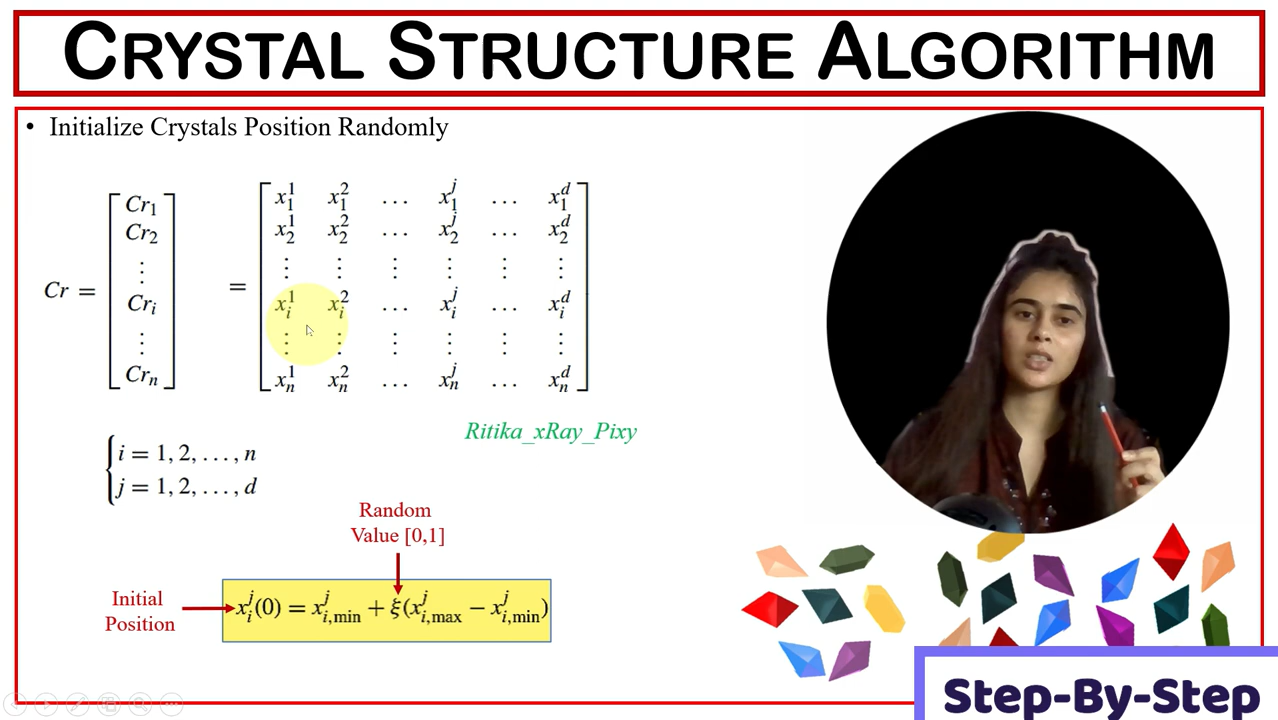 CRYSTAL STRUCTURE ALGORITHM
• Initialize Crystals Position Randomly
Cr = [Cr₁ Cr₂ ⋮ Crᵢ ⋮ Crₙ]
= [x₁¹ x₁² … x₁ʲ … x₁ᵈ
x₂¹ x₂² … x₂ʲ … x₂ᵈ
⋮ ⋮ ⋮ ⋮ ⋮ ⋮
xᵢ¹ xᵢ² … xᵢʲ … xᵢᵈ
⋮ ⋮ ⋮ ⋮ ⋮ ⋮
xₙ¹ xₙ² … xₙʲ … xₙᵈ]
Ritika_xRay_Pixy
{i = 1, 2, …, n
j = 1, 2, …, d
Random
Value [0,1]
Initial
Position
xᵢʲ(0) = xʲᵢ,min + ξ(xʲᵢ,max − xʲᵢ,min)
Step-By-Step